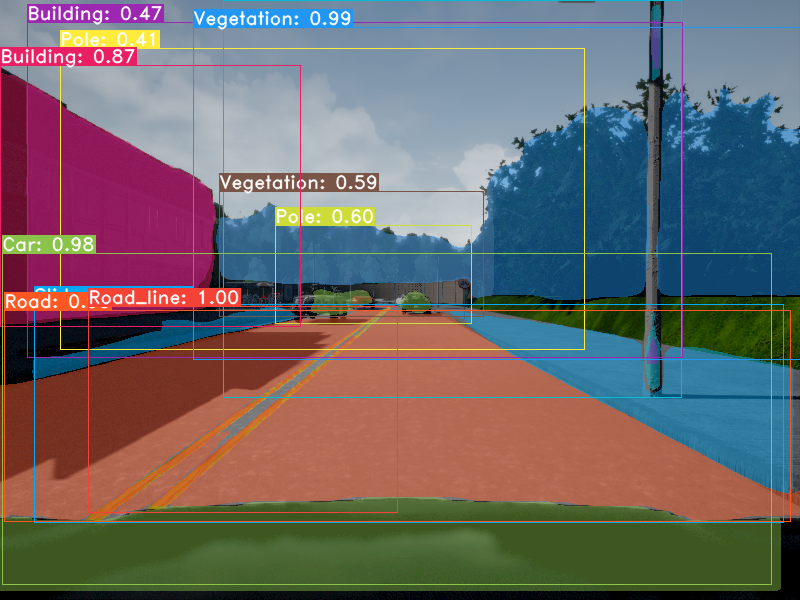 Building: 0.47
Vegetation: 0.99
Pole: 0.41
Building: 0.87
Vegetation: 0.59
Pole: 0.60
Car: 0.98
Road_line: 1.00
Road: